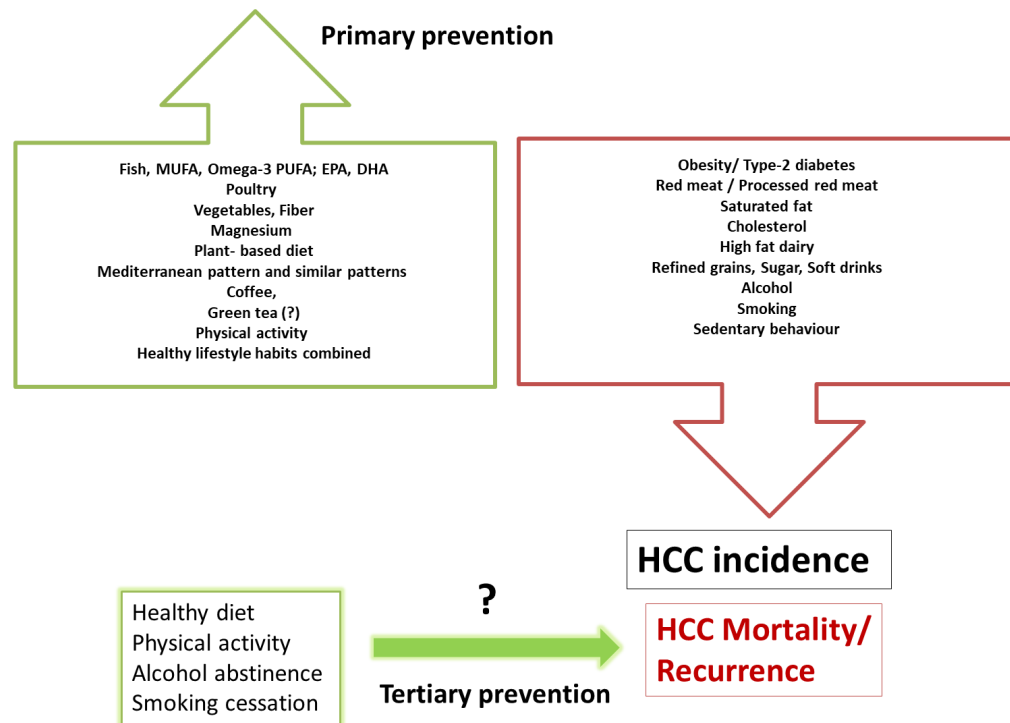 Primary prevention
Fish, MUFA, Omega-3 PUFA; EPA, DHA
Poultry
Vegetables, Fiber
Magnesium
Plant- based diet
Mediterranean pattern and similar patterns
Coffee,
Green tea (?)
Physical activity
Healthy lifestyle habits combined
Obesity/ Type-2 diabetes
Red meat / Processed red meat
Saturated fat
Cholesterol
High fat dairy
Refined grains, Sugar, Soft drinks
Alcohol
Smoking
Sedentary behaviour
HCC incidence
HCC Mortality/
Recurrence
Healthy diet
Physical activity
Alcohol abstinence
Smoking cessation
?
Tertiary prevention